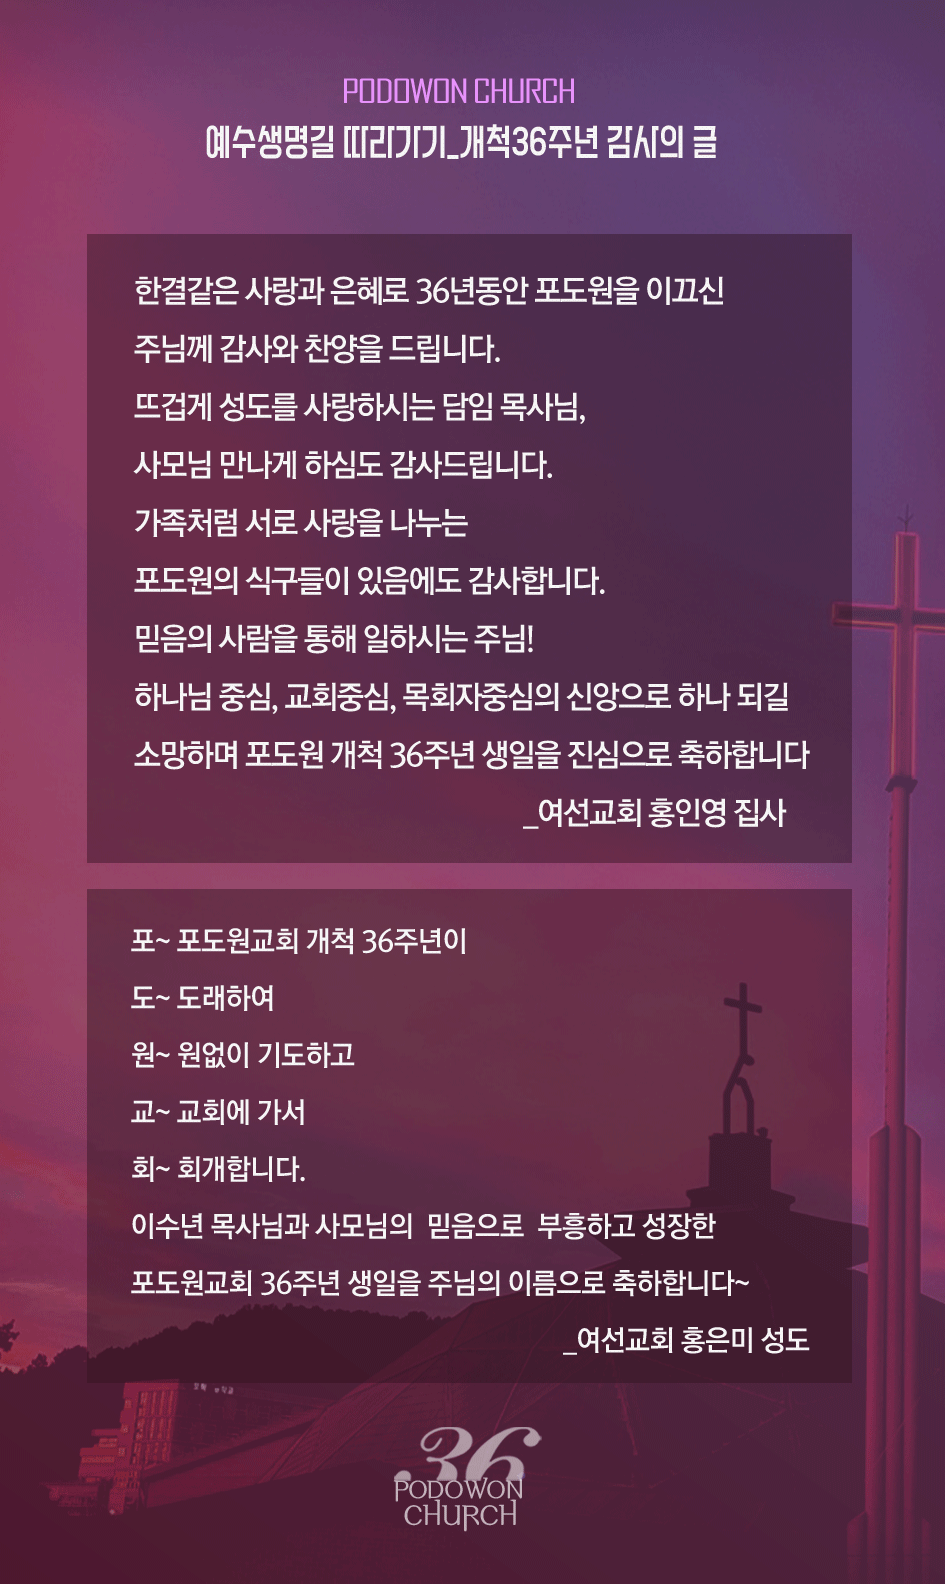 PODOWON CHURCH
예수생명길 따라가기_개척36주년 감사의 글
한결같은 사랑과 은혜로 36년동안 포도원을 이끄신
주님께 감사와 찬양을 드립니다.
뜨겁게 성도를 사랑하시는 담임 목사님,
사모님 만나게 하심도 감사드립니다.
가족처럼 서로 사랑을 나누는
포도원의 식구들이 있음에도 감사합니다.
믿음의 사람을 통해 일하시는 주님!
하나님 중심, 교회중심, 목회자중심의 신앙으로 하나 되길
소망하며 포도원 개척 36주년 생일을 진심으로 축하합니다
_여선교회 홍인영 집사
포~ 포도원교회 개척 36주년이
도~ 도래하여
원~ 원없이 기도하고
교~ 교회에 가서
회~ 회개합니다.
이수년 목사님과 사모님의 믿음으로 부흥하고 성장한
포도원교회 36주년 생일을 주님의 이름으로 축하합니다~
_여선교회 홍은미 성도
36
PODOWON
CHURCH